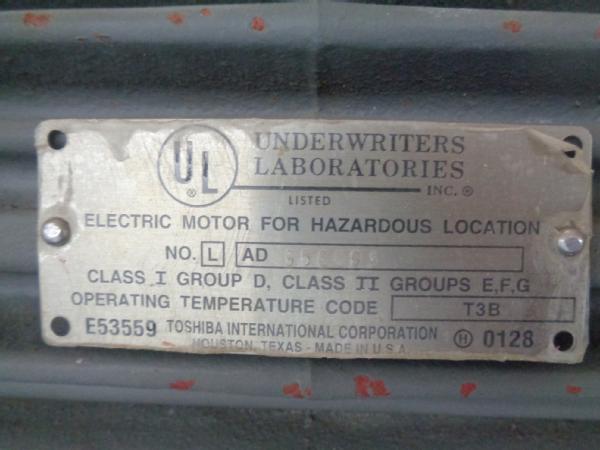 UL ®
UNDERWRITERS
LABORATORIES
INC.®
LISTED
ELECTRIC MOTOR FOR HAZARDOUS LOCATION
NO. L AD
CLASS I GROUP D, CLASS II GROUPS E,F,G
OPERATING TEMPERATURE CODE T3B
E53559 TOSHIBA INTERNATIONAL CORPORATION H 0128
HOUSTON, TEXAS - MADE IN U.S.A.